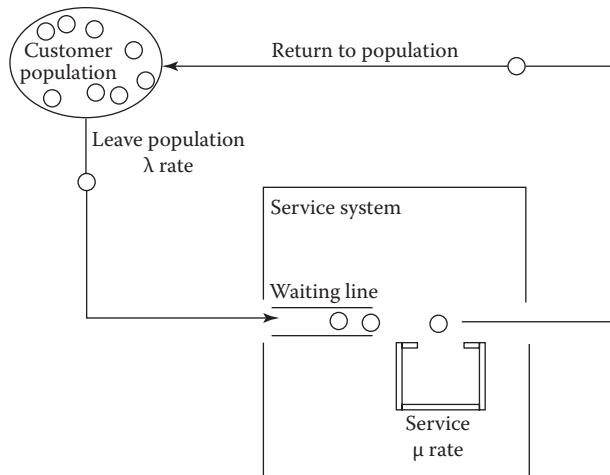 Customer
population
Return to population
Leave population
λ rate
Service system
Waiting line
Service
μ rate